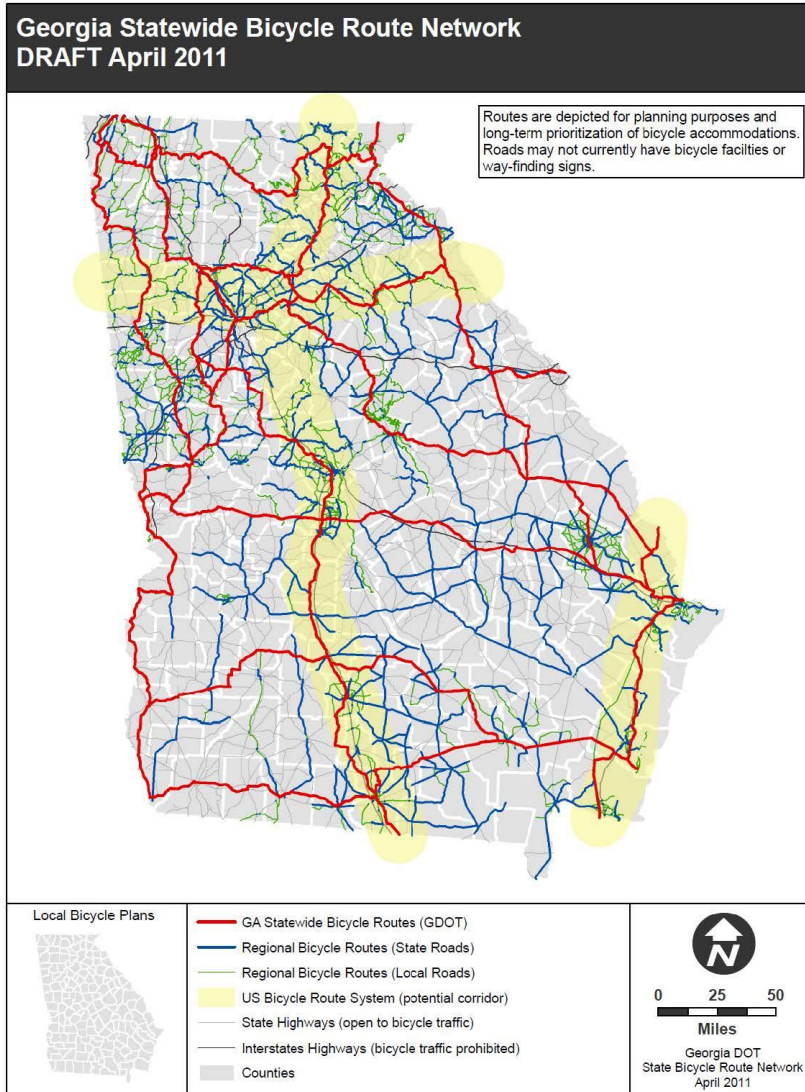 Georgia Statewide Bicycle Route Network
DRAFT April 2011
Routes are depicted for planning purposes and
long-term prioritization of bicycle accommodations.
Roads may not currently have bicycle facilties or
way-finding signs.
Local Bicycle Plans
GA Statewide Bicycle Routes (GDOT)
Regional Bicycle Routes (State Roads)
Regional Bicycle Routes (Local Roads)
US Bicycle Route System (potential corridor)
State Highways (open to bicycle traffic)
Interstates Highways (bicycle traffic prohibited)
Counties
N
0 25 50
Miles
Georgia DOT
State Bicycle Route Network
April 2011